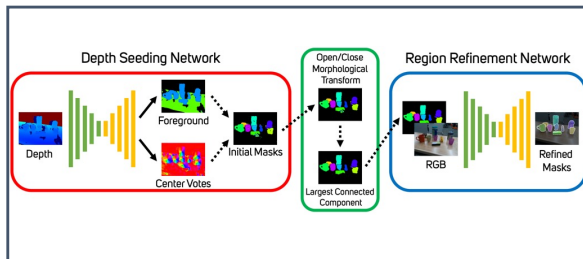 Depth Seeding Network
Depth
Foreground
Center Votes
Initial Masks
Open/Close
Morphological
Transform
Largest Connected
Component
Region Refinement Network
RGB
Refined
Masks